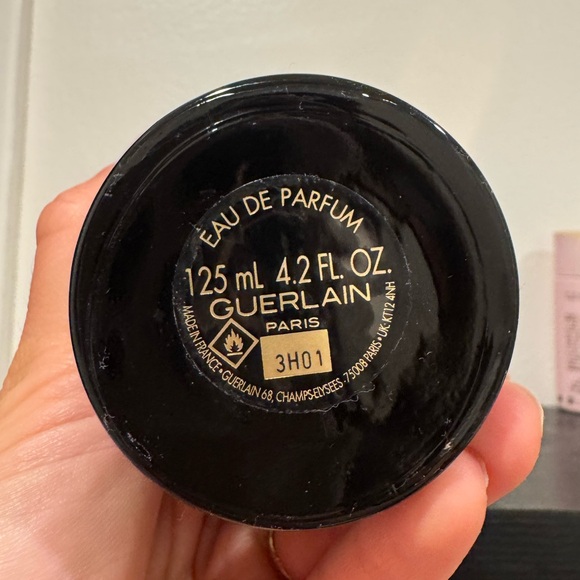 EAU DE PARFUM
125 mL 4.2 FL. OZ.
GUERLAIN
PARIS
3H01
MADE IN FRANCE • GUERLAIN 68, CHAMPS-ELYSEES. 75008 PARIS • UK- KT12 4NH